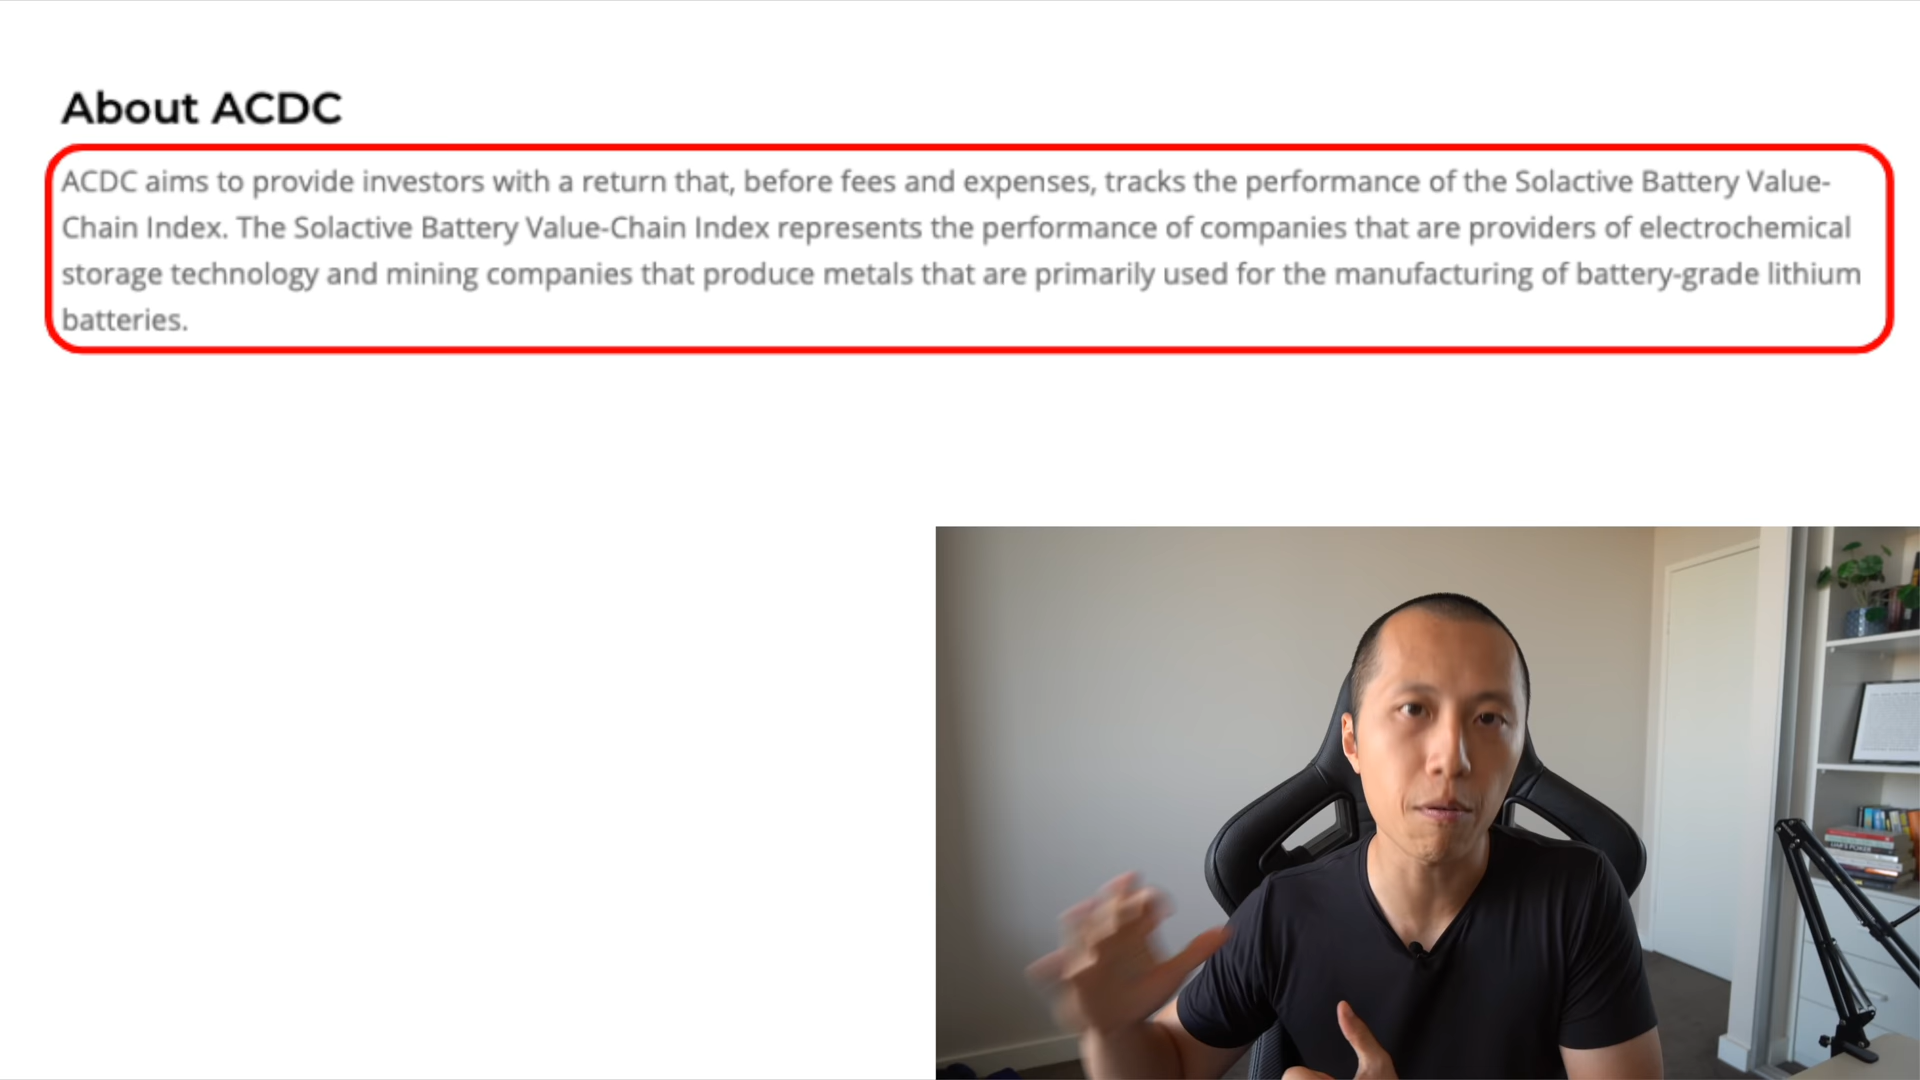 About ACDC
ACDC aims to provide investors with a return that, before fees and expenses, tracks the performance of the Solactive Battery Value-
Chain Index. The Solactive Battery Value-Chain Index represents the performance of companies that are providers of electrochemical
storage technology and mining companies that produce metals that are primarily used for the manufacturing of battery-grade lithium
batteries.
LIAR'S POKER